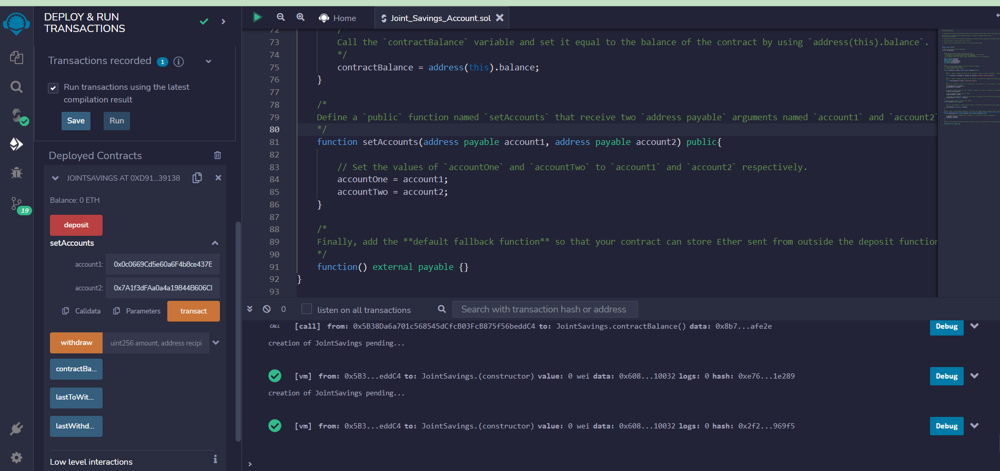 DEPLOY & RUN
TRANSACTIONS
Transactions recorded 1
Run transactions using the latest
compilation result
Save Run
Deployed Contracts
JOINTSAVINGS AT 0XD91...39138
Balance: 0 ETH
deposit
setAccounts
account1: 0x0c0669Cd5e60a6F4b8ce437E
account2: 0x7A1f3dFAa0a4a19844B606CI
Calldata Parameters transact
withdraw uint256 amount, address recipi
contractBa...
lastToWit...
lastWithd...
Low level interactions
19
Home
Joint_Savings_Account.sol
72 /*
73 Call the `contractBalance` variable and set it equal to the balance of the contract by using `address(this).balance`.
74 */
75 contractBalance = address(this).balance;
76 }
77
78 /*
79 Define a `public` function named `setAccounts` that receive two `address payable` arguments named `account1` and `account2`
80 */
81 function setAccounts(address payable account1, address payable account2) public{
82
83 // Set the values of `accountOne` and `accountTwo` to `account1` and `account2` respectively.
84 accountOne = account1;
85 accountTwo = account2;
86 }
87
88 /*
89 Finally, add the **default fallback function** so that your contract can store Ether sent from outside the deposit function
90 */
91 function() external payable {}
92 }
93
0 listen on all transactions Search with transaction hash or address
CALL [call] from: 0x5B38Da6a701c568545dCfcB03FcB875f56beddC4 to: JointSavings.contractBalance() data: 0x8b7...afe2e Debug
creation of JointSavings pending...
[vm] from: 0x5B3...eddC4 to: JointSavings.(constructor) value: 0 wei data: 0x608...10032 logs: 0 hash: 0xe76...1e289 Debug
creation of JointSavings pending...
[vm] from: 0x5B3...eddC4 to: JointSavings.(constructor) value: 0 wei data: 0x608...10032 logs: 0 hash: 0x2f2...969f5 Debug
>